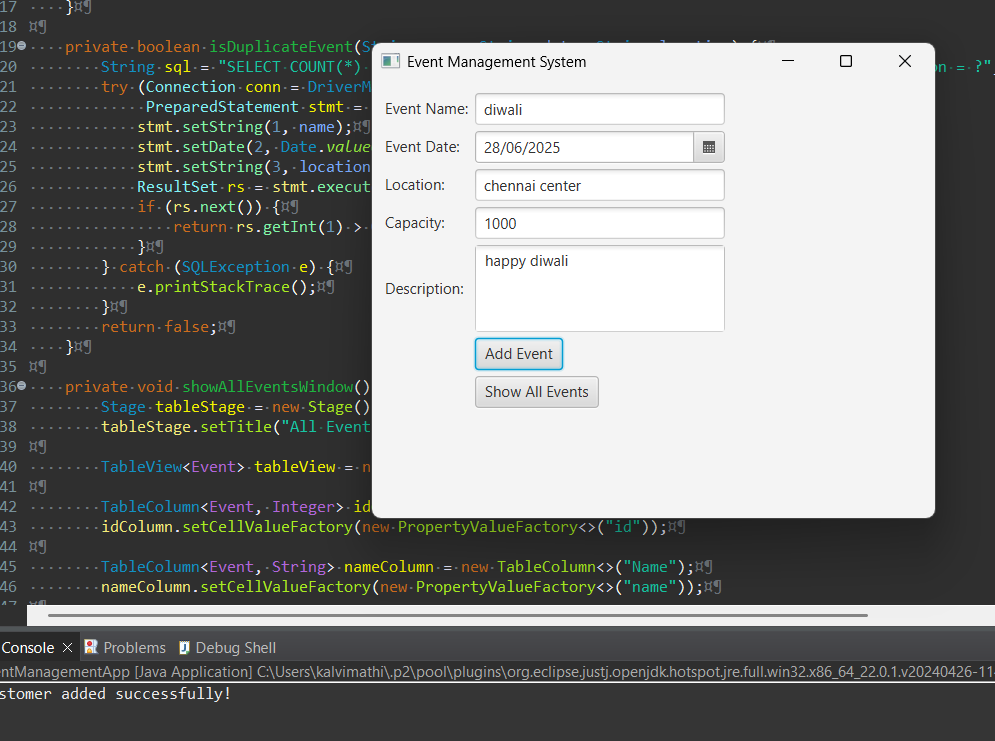 17 }
18
19 private boolean isDuplicateEvent(
20 String sql = "SELECT COUNT(*) = ?"
21 try (Connection conn =
22 PreparedStatement stmt =
23 stmt.setString(1, name);
24 stmt.setDate(2, Date.value
25 stmt.setString(3, location
26 ResultSet rs = stmt.execut
27 if (rs.next()) {
28 return rs.getInt(1) >
29 }
30 } catch (SQLException e) {
31 e.printStackTrace();
32 }
33 return false;
34 }
35
36 private void showAllEventsWindow()
37 Stage tableStage = new Stage()
38 tableStage.setTitle("All Event
39
40 TableView<Event> tableView = n
41
42 TableColumn<Event, Integer> id
43 idColumn.setCellValueFactory(new PropertyValueFactory<>("id"));
44
45 TableColumn<Event, String> nameColumn = new TableColumn<>("Name");
46 nameColumn.setCellValueFactory(new PropertyValueFactory<>("name"));
Event Management System
Event Name: diwali
Event Date: 28/06/2025
Location: chennai center
Capacity: 1000
Description: happy diwali
Add Event
Show All Events
Console Problems Debug Shell
entManagementApp [Java Application] C:\Users\kalvimathi\.p2\pool\plugins\org.eclipse.justj.openjdk.hotspot.jre.full.win32.x86_64_22.0.1.v20240426-11
stomer added successfully!